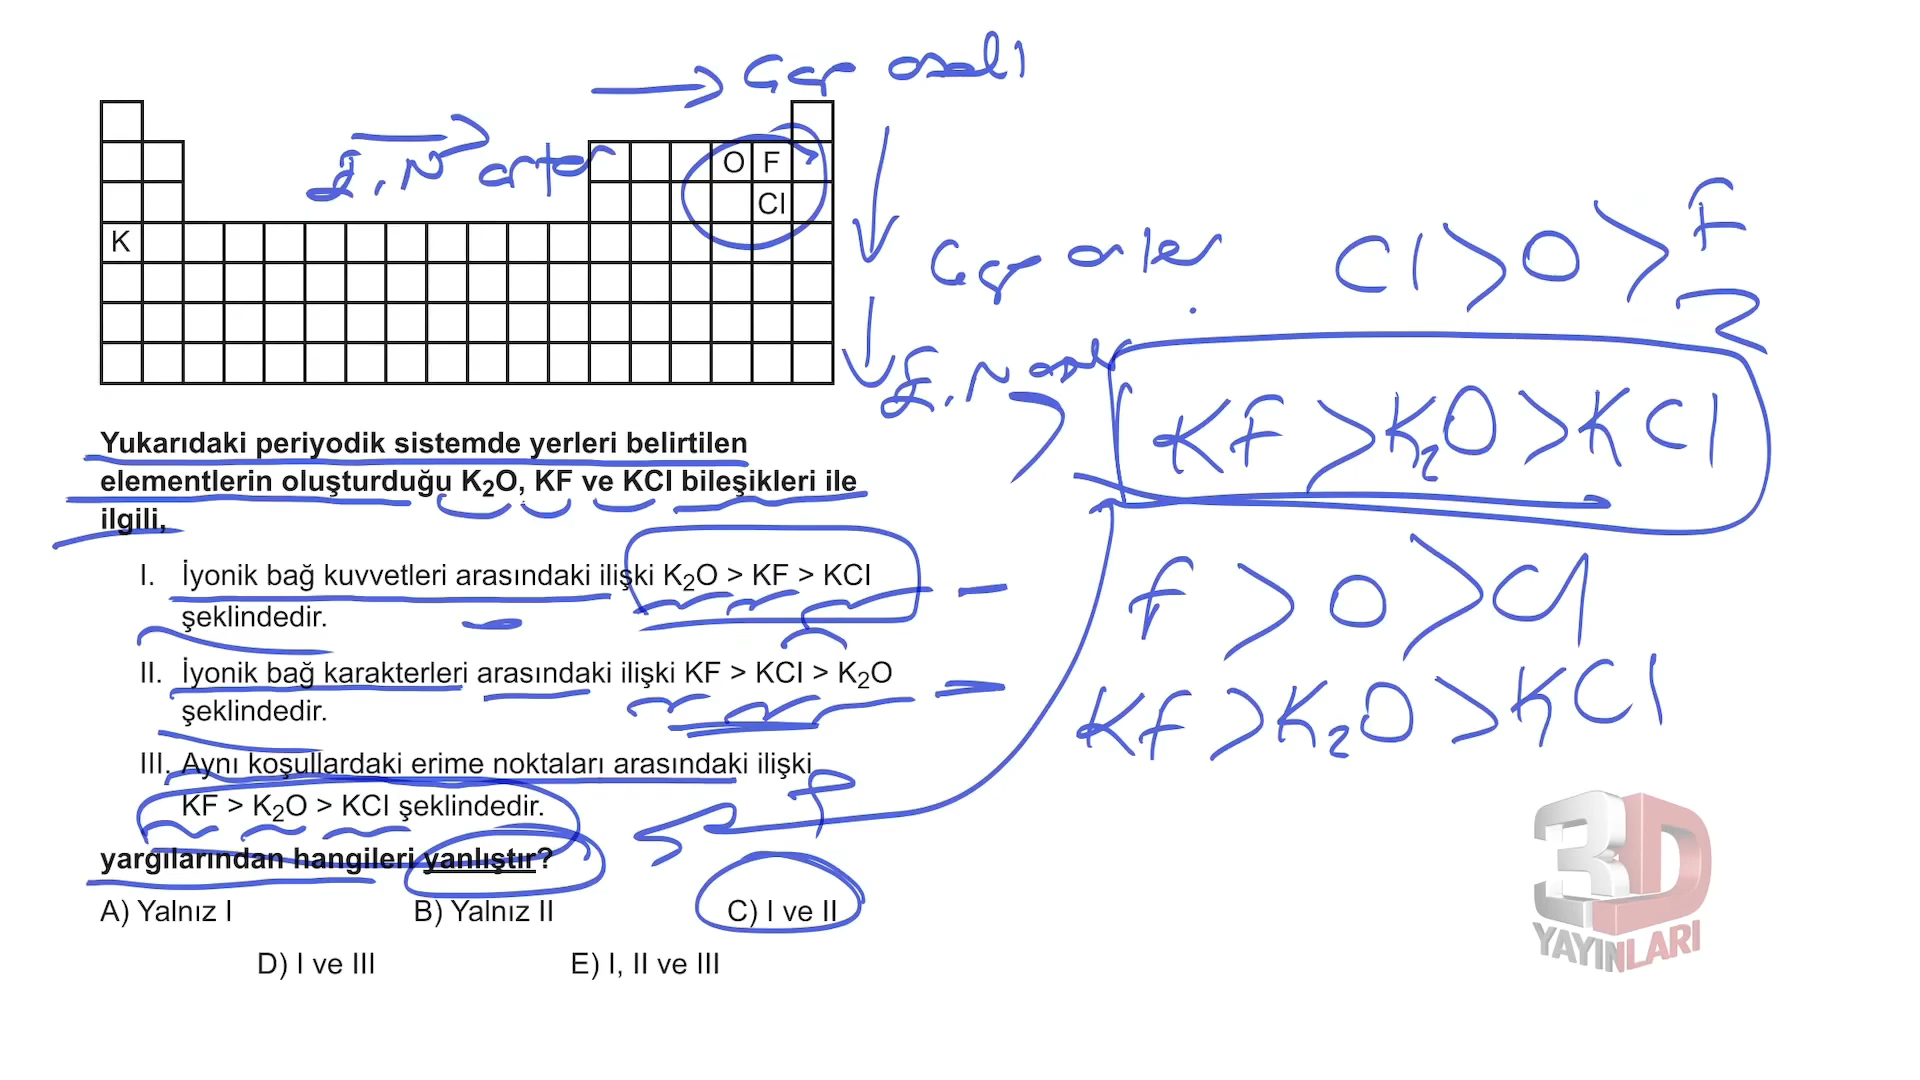 Çap azalır
E.N artar
O F
Cl
K
Çap artar
Cl > O > F
E.N azalır
KF > K₂O > KCl
Yukarıdaki periyodik sistemde yerleri belirtilen
elementlerin oluşturduğu K₂O, KF ve KCl bileşikleri ile
ilgili,
I. İyonik bağ kuvvetleri arasındaki ilişki K₂O > KF > KCl
şeklindedir.
F > O > Cl
II. İyonik bağ karakterleri arasındaki ilişki KF > KCl > K₂O
şeklindedir.
KF > K₂O > KCl
III. Aynı koşullardaki erime noktaları arasındaki ilişki
KF > K₂O > KCl şeklindedir.
yargılarından hangileri yanlıştır?
A) Yalnız I B) Yalnız II C) I ve II
D) I ve III E) I, II ve III
3D
YAYINLARI